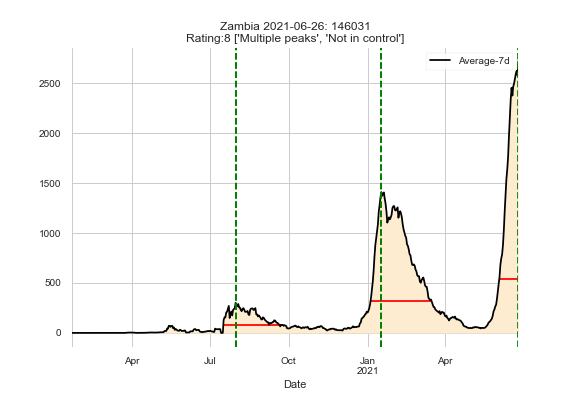 Zambia 2021-06-26: 146031
Rating:8 ['Multiple peaks', 'Not in control']
Average-7d
2500
2000
1500
1000
500
0
Apr
Jul
Oct
Jan
2021
Apr
Date